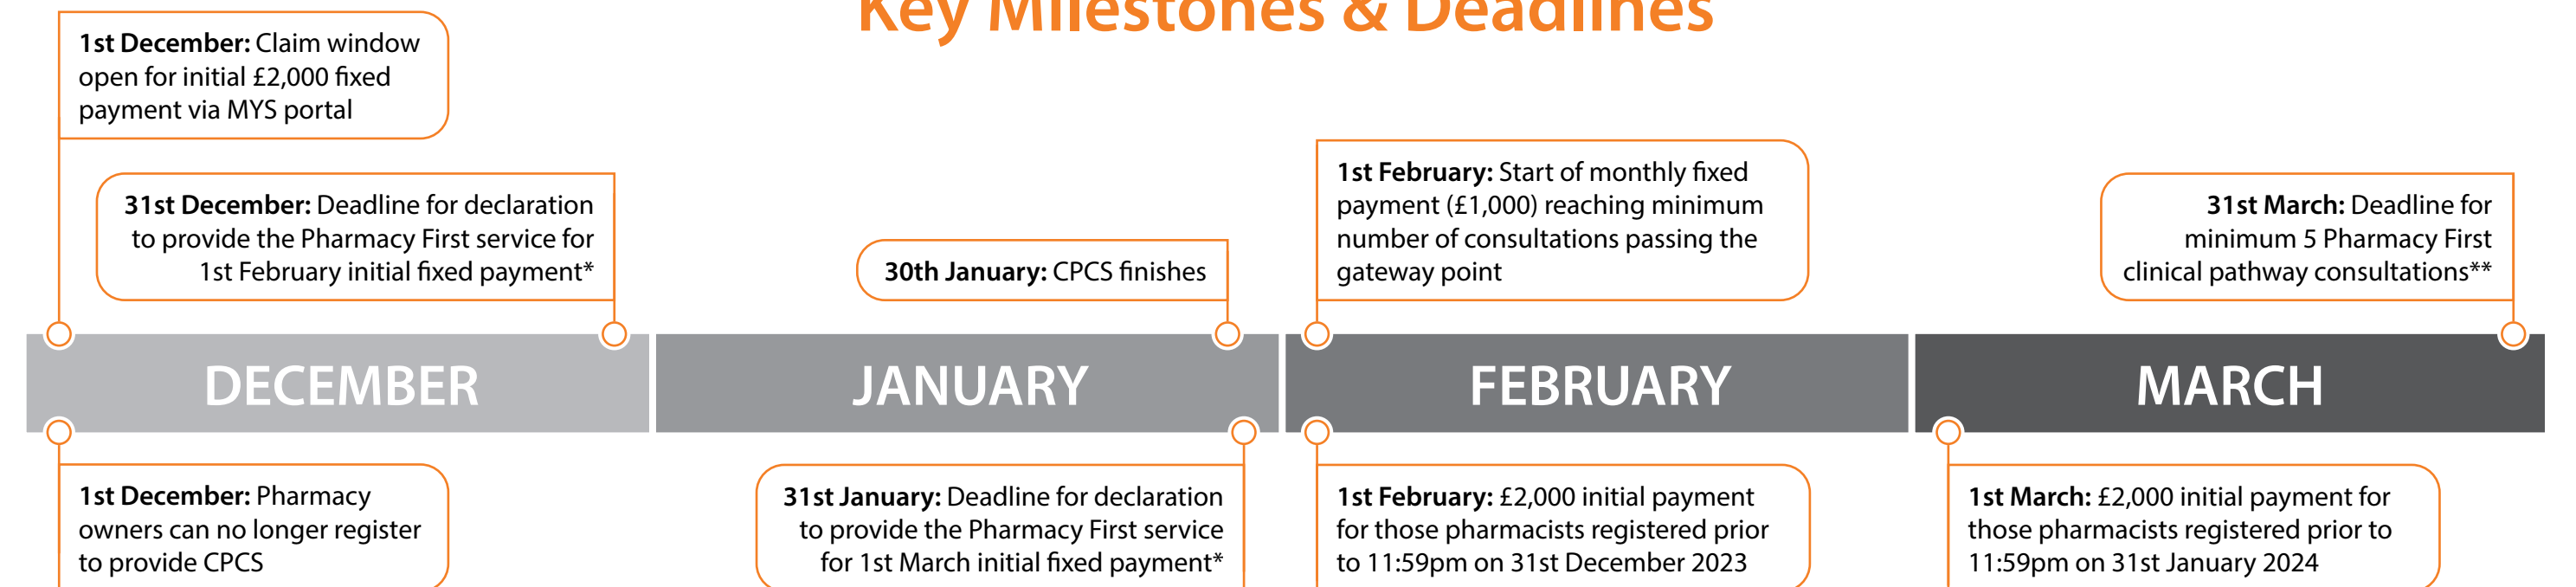 Key Milestones & Deadlines
1st December: Claim window
open for initial £2,000 fixed
payment via MYS portal
31st December: Deadline for declaration
to provide the Pharmacy First service for
1st February initial fixed payment*
30th January: CPCS finishes
1st February: Start of monthly fixed
payment (£1,000) reaching minimum
number of consultations passing the
gateway point
31st March: Deadline for
minimum 5 Pharmacy First
clinical pathway consultations**
DECEMBER
JANUARY
FEBRUARY
MARCH
1st December: Pharmacy
owners can no longer register
to provide CPCS
31st January: Deadline for declaration
to provide the Pharmacy First service
for 1st March initial fixed payment*
1st February: £2,000 initial payment
for those pharmacists registered prior
to 11:59pm on 31st December 2023
1st March: £2,000 initial payment for
those pharmacists registered prior to
11:59pm on 31st January 2024